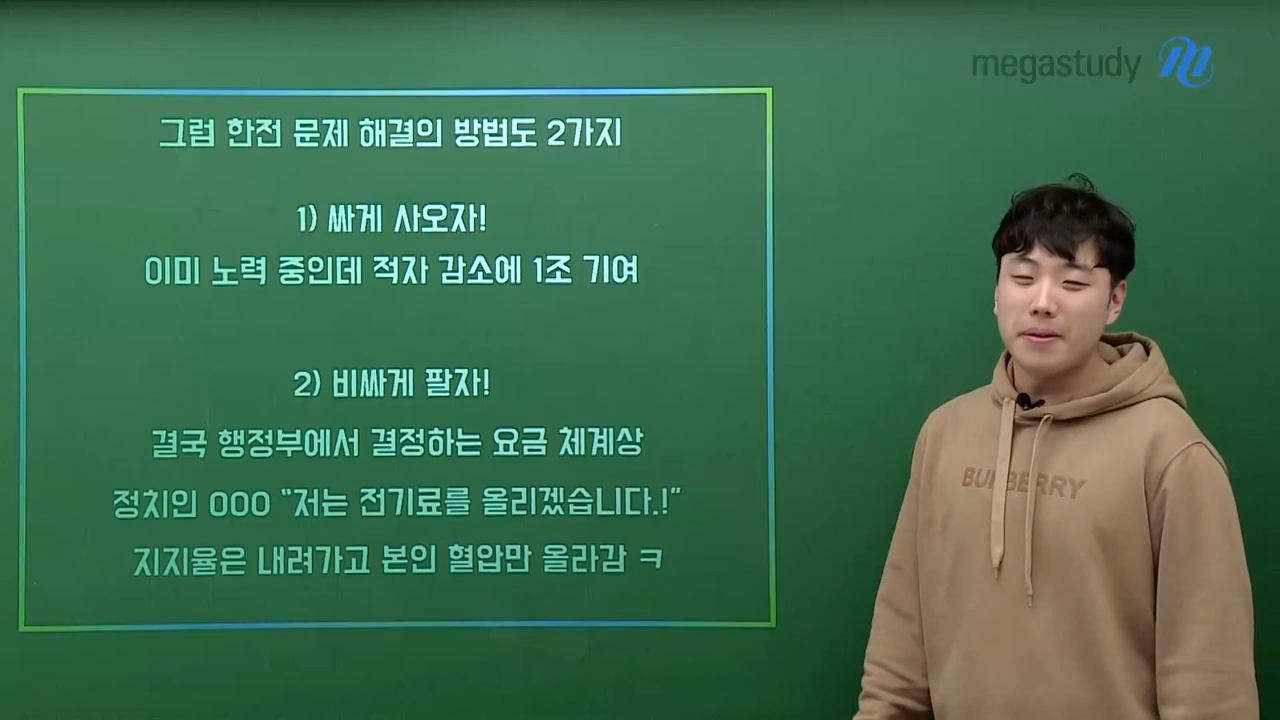 megastudy
그럼 한전 문제 해결의 방법도 2가지
1) 싸게 사오자!
이미 노력 중인데 적자 감소에 1조 기여
2) 비싸게 팔자!
결국 행정부에서 결정하는 요금 체계상
정치인 OOO "저는 전기료를 올리겠습니다.!"
지지율은 내려가고 본인 혈압만 올라감 ㅋ
BURBERRY